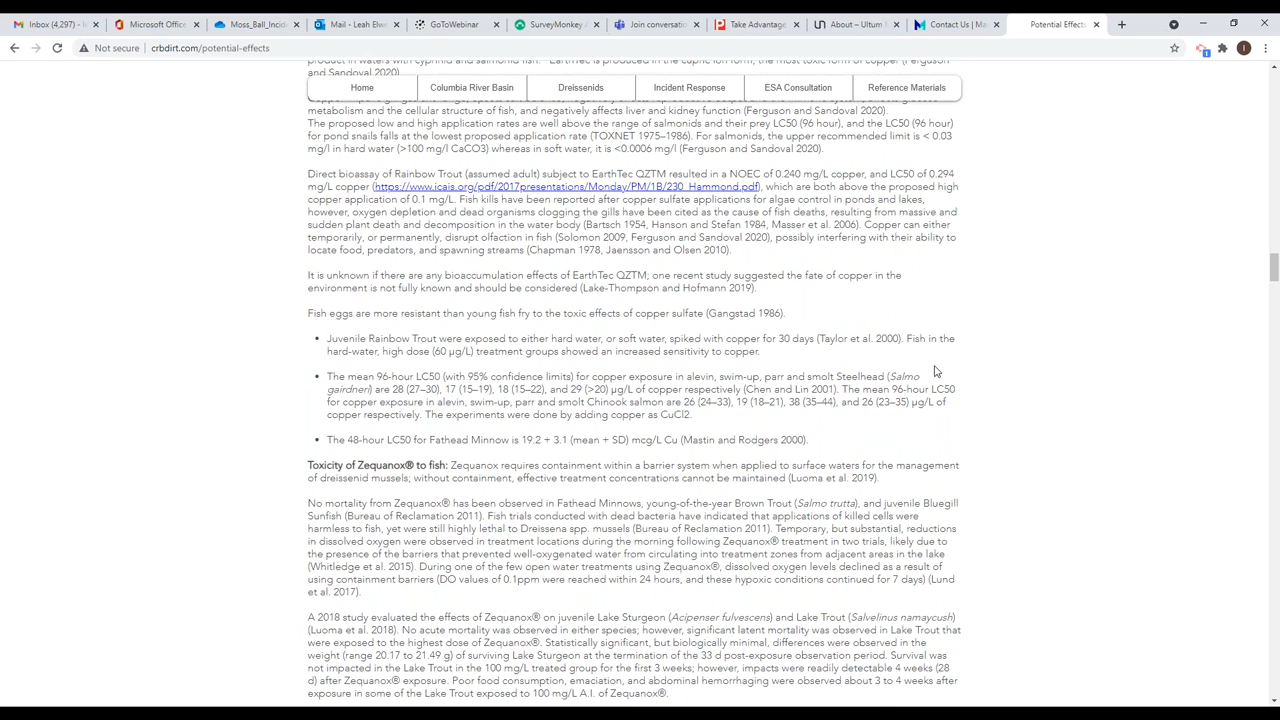 Inbox (4,297) - l
Microsoft Office
Moss_Ball_Incid
Mail - Leah Elwe
GoToWebinar
SurveyMonkey A
Join conversatio
Take Advantage
About – Ultum M
Contact Us | Ma
Potential Effects
Not secure crbdirt.com/potential-effects
product in waters with cyprinid and salmonid fish. EarthTec is produced in the cupric ion form, the most toxic form of copper (Ferguson
and Sandoval 2020)
Home
Columbia River Basin
Dreissenids
Incident Response
ESA Consultation
Reference Materials
metabolism and the cellular structure of fish, and negatively affects liver and kidney function (Ferguson and Sandoval 2020).
The proposed low and high application rates are well above the range of salmonids and their prey LC50 (96 hour), and the LC50 (96 hour)
for pond snails falls at the lowest proposed application rate (TOXNET 1975–1986). For salmonids, the upper recommended limit is < 0.03
mg/l in hard water (>100 mg/l CaCO3) whereas in soft water, it is <0.0006 mg/l (Ferguson and Sandoval 2020).
Direct bioassay of Rainbow Trout (assumed adult) subject to EarthTec QZTM resulted in a NOEC of 0.240 mg/L copper, and LC50 of 0.294
mg/L copper (https://www.icais.org/pdf/2017presentations/Monday/PM/1B/230_Hammond.pdf), which are both above the proposed high
copper application of 0.1 mg/L. Fish kills have been reported after copper sulfate applications for algae control in ponds and lakes,
however, oxygen depletion and dead organisms clogging the gills have been cited as the cause of fish deaths, resulting from massive and
sudden plant death and decomposition in the water body (Bartsch 1954, Hanson and Stefan 1984, Masser et al. 2006). Copper can either
temporarily, or permanently, disrupt olfaction in fish (Solomon 2009, Ferguson and Sandoval 2020), possibly interfering with their ability to
locate food, predators, and spawning streams (Chapman 1978, Jaensson and Olsen 2010).
It is unknown if there are any bioaccumulation effects of EarthTec QZTM; one recent study suggested the fate of copper in the
environment is not fully known and should be considered (Lake-Thompson and Hofmann 2019).
Fish eggs are more resistant than young fish fry to the toxic effects of copper sulfate (Gangstad 1986).
• Juvenile Rainbow Trout were exposed to either hard water, or soft water, spiked with copper for 30 days (Taylor et al. 2000). Fish in the
hard-water, high dose (60 µg/L) treatment groups showed an increased sensitivity to copper.
• The mean 96-hour LC50 (with 95% confidence limits) for copper exposure in alevin, swim-up, parr and smolt Steelhead (Salmo
gairdneri) are 28 (27–30), 17 (15–19), 18 (15–22), and 29 (>20) µg/L of copper respectively (Chen and Lin 2001). The mean 96-hour LC50
for copper exposure in alevin, swim-up, parr and smolt Chinook salmon are 26 (24–33), 19 (18–21), 38 (35–44), and 26 (23–35) µg/L of
copper respectively. The experiments were done by adding copper as CuCl2.
• The 48-hour LC50 for Fathead Minnow is 19.2 + 3.1 (mean + SD) mcg/L Cu (Mastin and Rodgers 2000).
Toxicity of Zequanox® to fish: Zequanox requires containment within a barrier system when applied to surface waters for the management
of dreissenid mussels; without containment, effective treatment concentrations cannot be maintained (Luoma et al. 2019).
No mortality from Zequanox® has been observed in Fathead Minnows, young-of-the-year Brown Trout (Salmo trutta), and juvenile Bluegill
Sunfish (Bureau of Reclamation 2011). Fish trials conducted with dead bacteria have indicated that applications of killed cells were
harmless to fish, yet were still highly lethal to Dreissena spp. mussels (Bureau of Reclamation 2011). Temporary, but substantial, reductions
in dissolved oxygen were observed in treatment locations during the morning following Zequanox® treatment in two trials, likely due to
the presence of the barriers that prevented well-oxygenated water from circulating into treatment zones from adjacent areas in the lake
(Whitledge et al. 2015). During one of the few open water treatments using Zequanox®, dissolved oxygen levels declined as a result of
using containment barriers (DO values of 0.1ppm were reached within 24 hours, and these hypoxic conditions continued for 7 days) (Lund
et al. 2017).
A 2018 study evaluated the effects of Zequanox® on juvenile Lake Sturgeon (Acipenser fulvescens) and Lake Trout (Salvelinus namaycush)
(Luoma et al. 2018). No acute mortality was observed in either species; however, significant latent mortality was observed in Lake Trout that
were exposed to the highest dose of Zequanox®. Statistically significant, but biologically minimal, differences were observed in the
weight (range 20.17 to 21.49 g) of surviving Lake Sturgeon at the termination of the 33 d post-exposure observation period. Survival was
not impacted in the Lake Trout in the 100 mg/L treated group for the first 3 weeks; however, impacts were readily detectable 4 weeks (28
d) after Zequanox® exposure. Poor food consumption, emaciation, and abdominal hemorrhaging were observed about 3 to 4 weeks after
exposure in some of the Lake Trout exposed to 100 mg/L A.I. of Zequanox®.